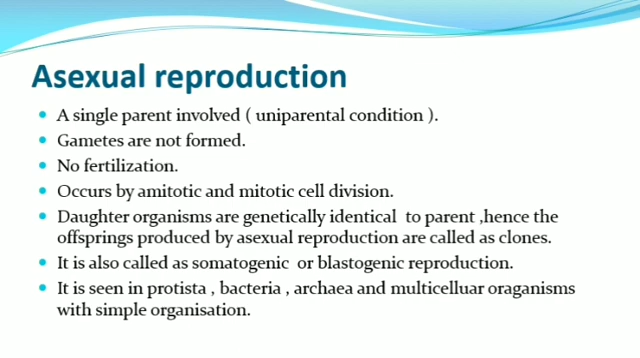 Asexual reproduction
• A single parent involved ( uniparental condition ).
• Gametes are not formed.
• No fertilization.
• Occurs by amitotic and mitotic cell division.
• Daughter organisms are genetically identical to parent ,hence the
offsprings produced by asexual reproduction are called as clones.
• It is also called as somatogenic or blastogenic reproduction.
• It is seen in protista , bacteria , archaea and multicelluar oraganisms
with simple organisation.